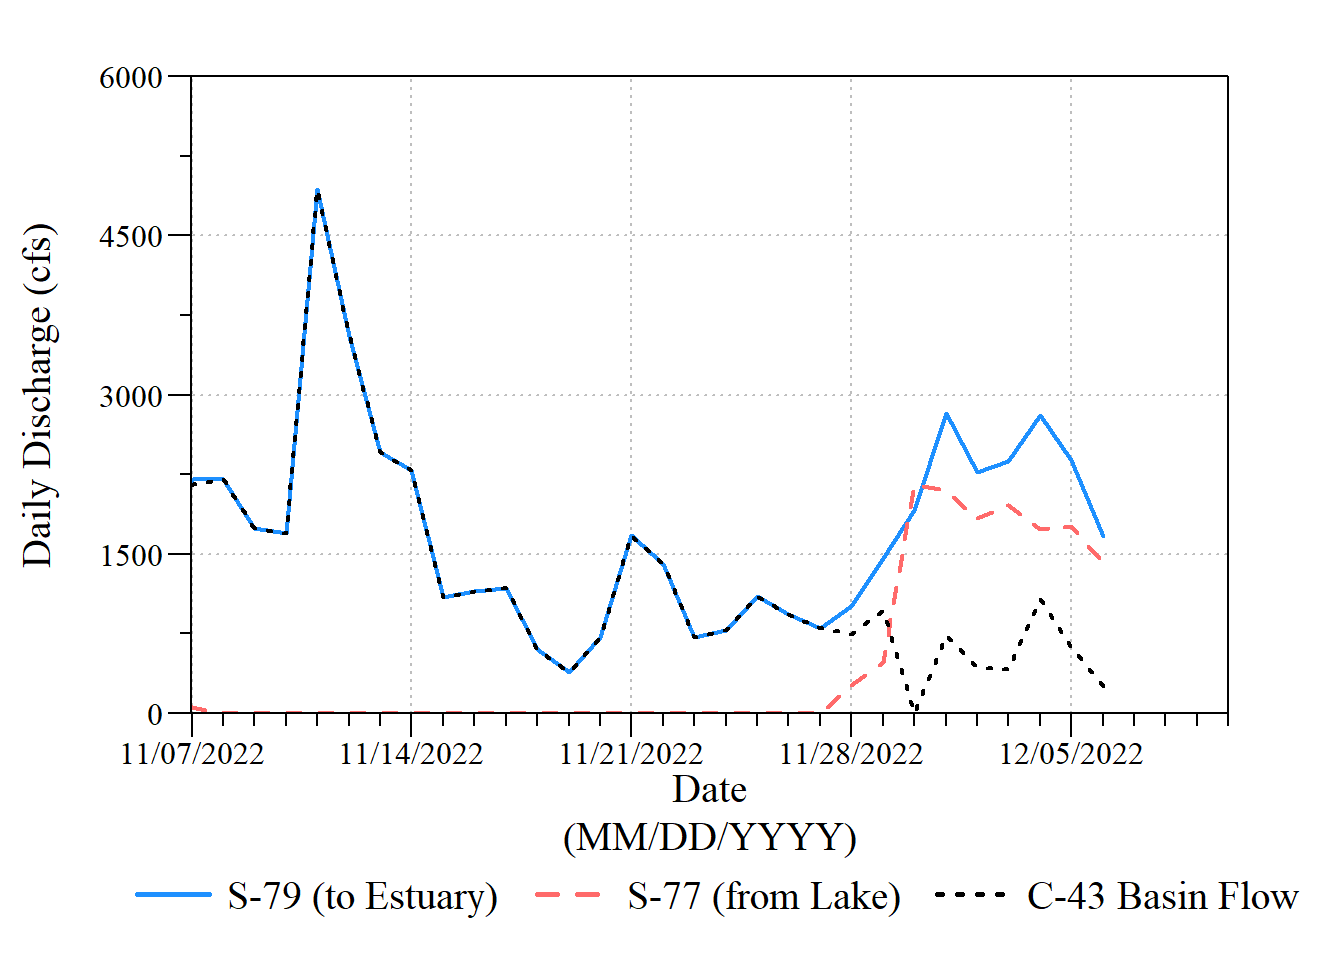 6000
4500
3000
1500
0
Daily Discharge (cfs)
11/07/2022 11/14/2022 11/21/2022 11/28/2022 12/05/2022
Date
(MM/DD/YYYY)
S-79 (to Estuary) S-77 (from Lake) C-43 Basin Flow